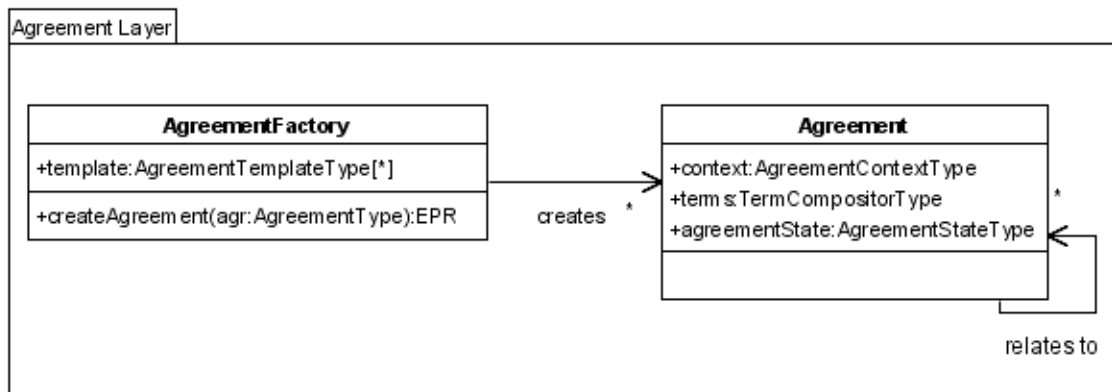 Agreement Layer
AgreementFactory
+template:AgreementTemplateType[*]
+createAgreement(agr:AgreementType):EPR
creates
*
Agreement
+context:AgreementContextType
+terms:TermCompositorType
+agreementState:AgreementStateType
*
relates to